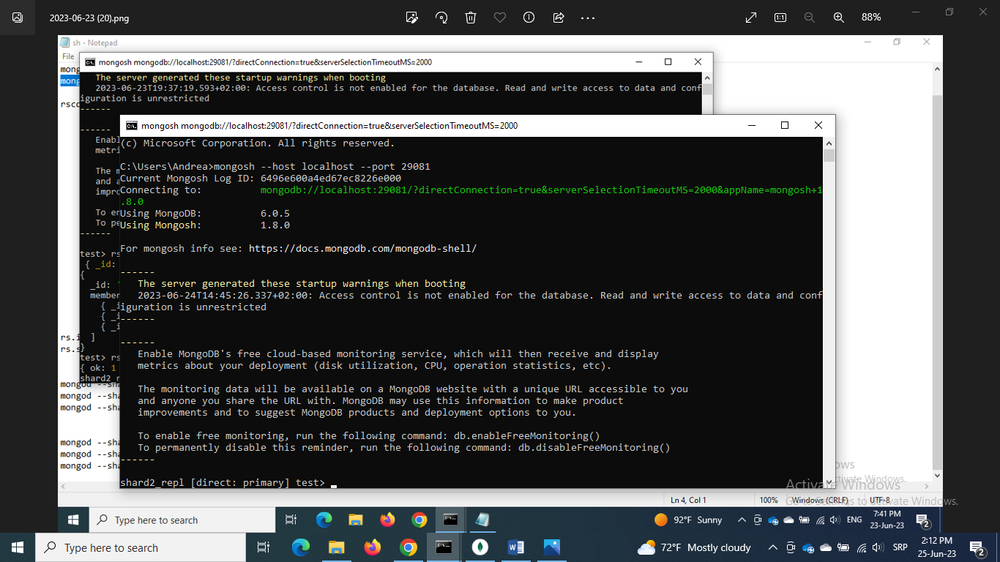 2023-06-23 (20).png
88%
sh - Notepad
File
mongosh mongodb://localhost:29081/?directConnection=true&serverSelectionTimeoutMS=2000
mong
mong
rsco
The server generated these startup warnings when booting
2023-06-23T19:37:19.593+02:00: Access control is not enabled for the database. Read and write access to data and conf
iguration is unrestricted
------
------
Enabl
metri
The m
and a
impro
To en
To pe
------
test> rs
{ _id:
{
_id: '
member
{ _i
{ _i
{ _i
]
}
test> rs
{ ok: 1
shard2_r
rs.i
rs.s
mongod --sha
mongod --sha
mongod --sha
mongod --sha
mongod --sha
mongod --sha
mongosh mongodb://localhost:29081/?directConnection=true&serverSelectionTimeoutMS=2000
(c) Microsoft Corporation. All rights reserved.
C:\Users\Andrea>mongosh --host localhost --port 29081
Current Mongosh Log ID: 6496e600a4ed67ec8226e000
Connecting to: mongodb://localhost:29081/?directConnection=true&serverSelectionTimeoutMS=2000&appName=mongosh+1
.8.0
Using MongoDB: 6.0.5
Using Mongosh: 1.8.0
For mongosh info see: https://docs.mongodb.com/mongodb-shell/
------
The server generated these startup warnings when booting
2023-06-24T14:45:26.337+02:00: Access control is not enabled for the database. Read and write access to data and conf
iguration is unrestricted
------
------
Enable MongoDB's free cloud-based monitoring service, which will then receive and display
metrics about your deployment (disk utilization, CPU, operation statistics, etc).
The monitoring data will be available on a MongoDB website with a unique URL accessible to you
and anyone you share the URL with. MongoDB may use this information to make product
improvements and to suggest MongoDB products and deployment options to you.
To enable free monitoring, run the following command: db.enableFreeMonitoring()
To permanently disable this reminder, run the following command: db.disableFreeMonitoring()
------
shard2_repl [direct: primary] test>
Activate Windows
Go to Settings to activate Windows.
Ln 4, Col 1 100% Windows (CRLF) UTF-8
Type here to search
92°F Sunny
ENG
7:41 PM
23-Jun-23
2
Type here to search
72°F Mostly cloudy
SRP
2:12 PM
25-Jun-23
2